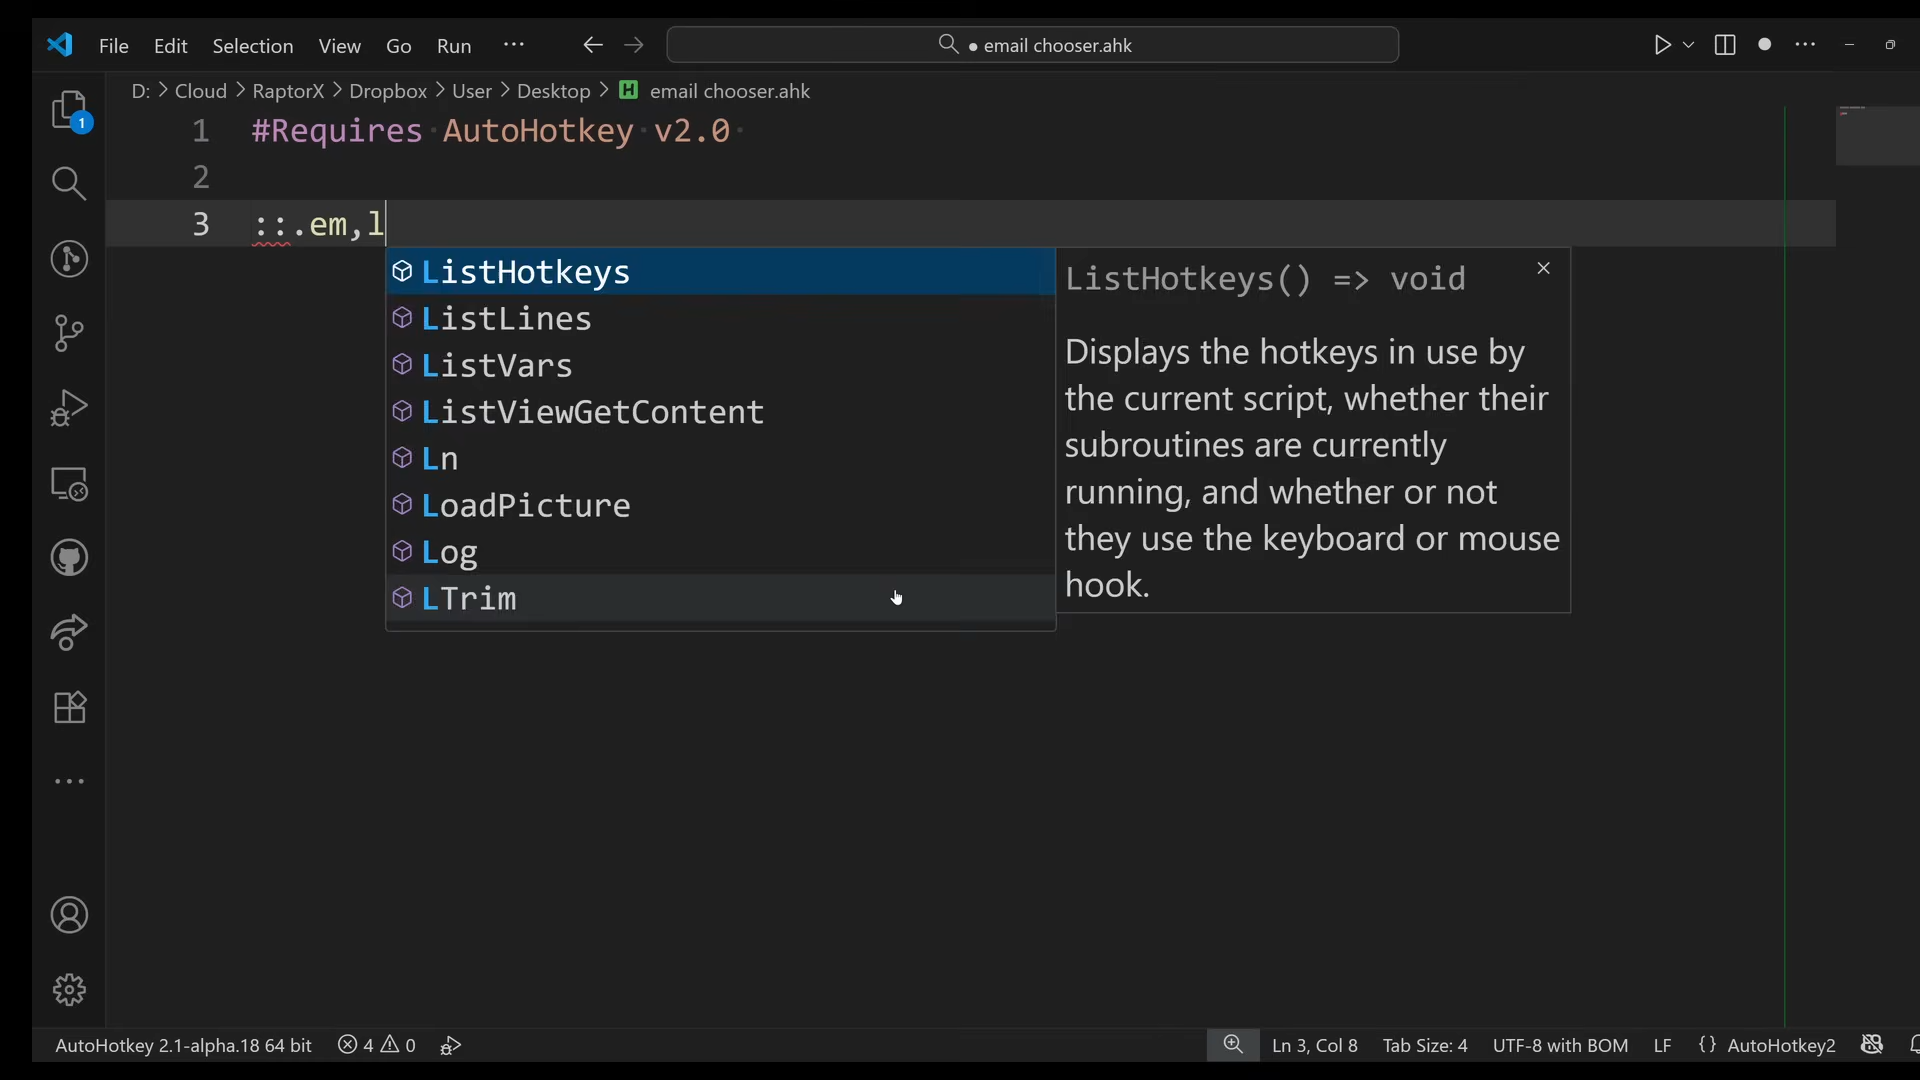 File Edit Selection View Go Run ··· ● email chooser.ahk
D: > Cloud > RaptorX > Dropbox > User > Desktop > H email chooser.ahk
1
1 #Requires AutoHotkey v2.0
2
3 ::.em,l
ListHotkeys
ListLines
ListVars
ListViewGetContent
Ln
LoadPicture
Log
LTrim
ListHotkeys() => void
Displays the hotkeys in use by
the current script, whether their
subroutines are currently
running, and whether or not
they use the keyboard or mouse
hook.
AutoHotkey 2.1-alpha.18 64 bit 4 0 Ln 3, Col 8 Tab Size: 4 UTF-8 with BOM LF {} AutoHotkey2